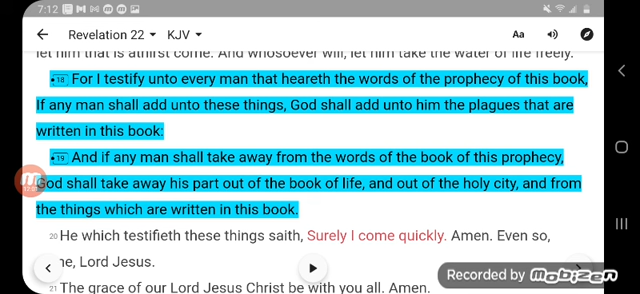 7:12
Revelation 22 KJV Aa
let him that is athirst come. And whosoever will, let him take the water of life freely.
18 For I testify unto every man that heareth the words of the prophecy of this book,
If any man shall add unto these things, God shall add unto him the plagues that are
written in this book:
19 And if any man shall take away from the words of the book of this prophecy,
God shall take away his part out of the book of life, and out of the holy city, and from
the things which are written in this book.
20 He which testifieth these things saith, Surely I come quickly. Amen. Even so,
me, Lord Jesus.
Recorded by Mobizen
21 The grace of our Lord Jesus Christ be with you all. Amen.